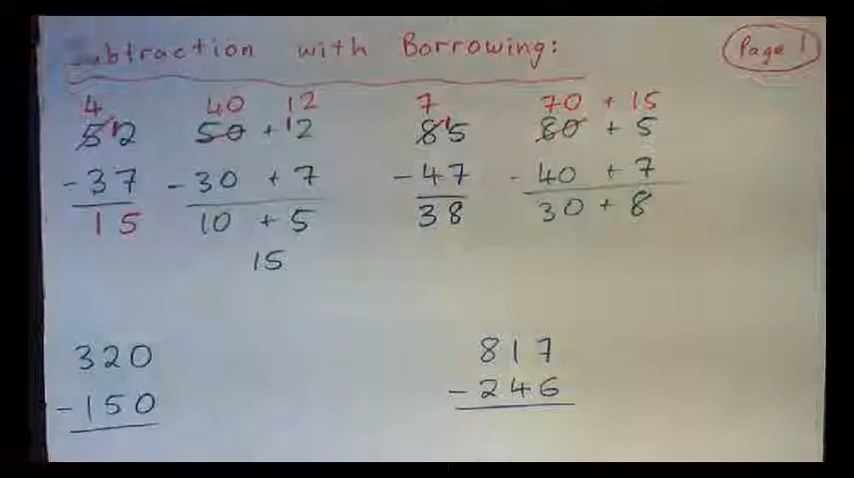 Subtraction with Borrowing: Page 1
4 40 12 7 70 + 15
52 50 + 12 85 80 + 5
- 37 - 30 + 7 - 47 - 40 + 7
15 10 + 5 38 30 + 8
15
320 817
- 150 - 246